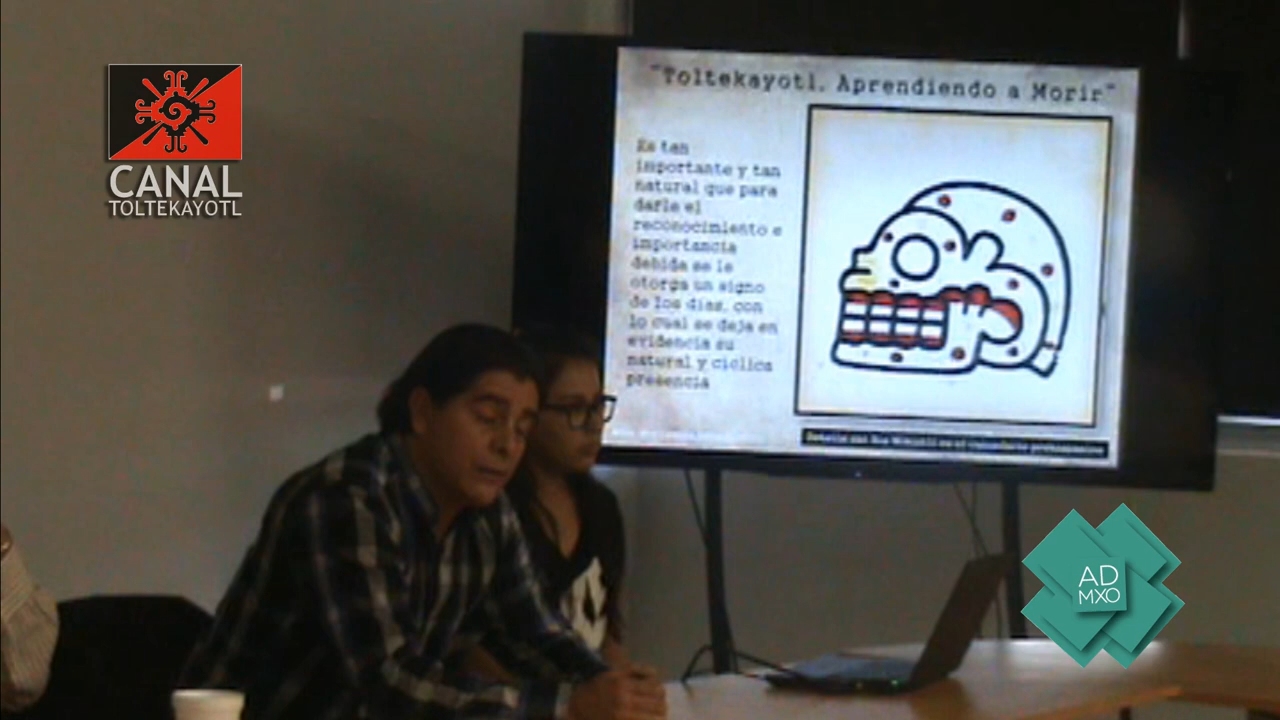 CANAL
TOLTEKAYOTL
"Toltekayotl, Aprendiendo a Morir"
Es tan
importante y tan
natural que para
darle el
reconocimiento e
importancia
debida se le
otorga un signo
de los días, con
lo cual se deja en
evidencia su
natural y cíclica
presencia
AD
MXO